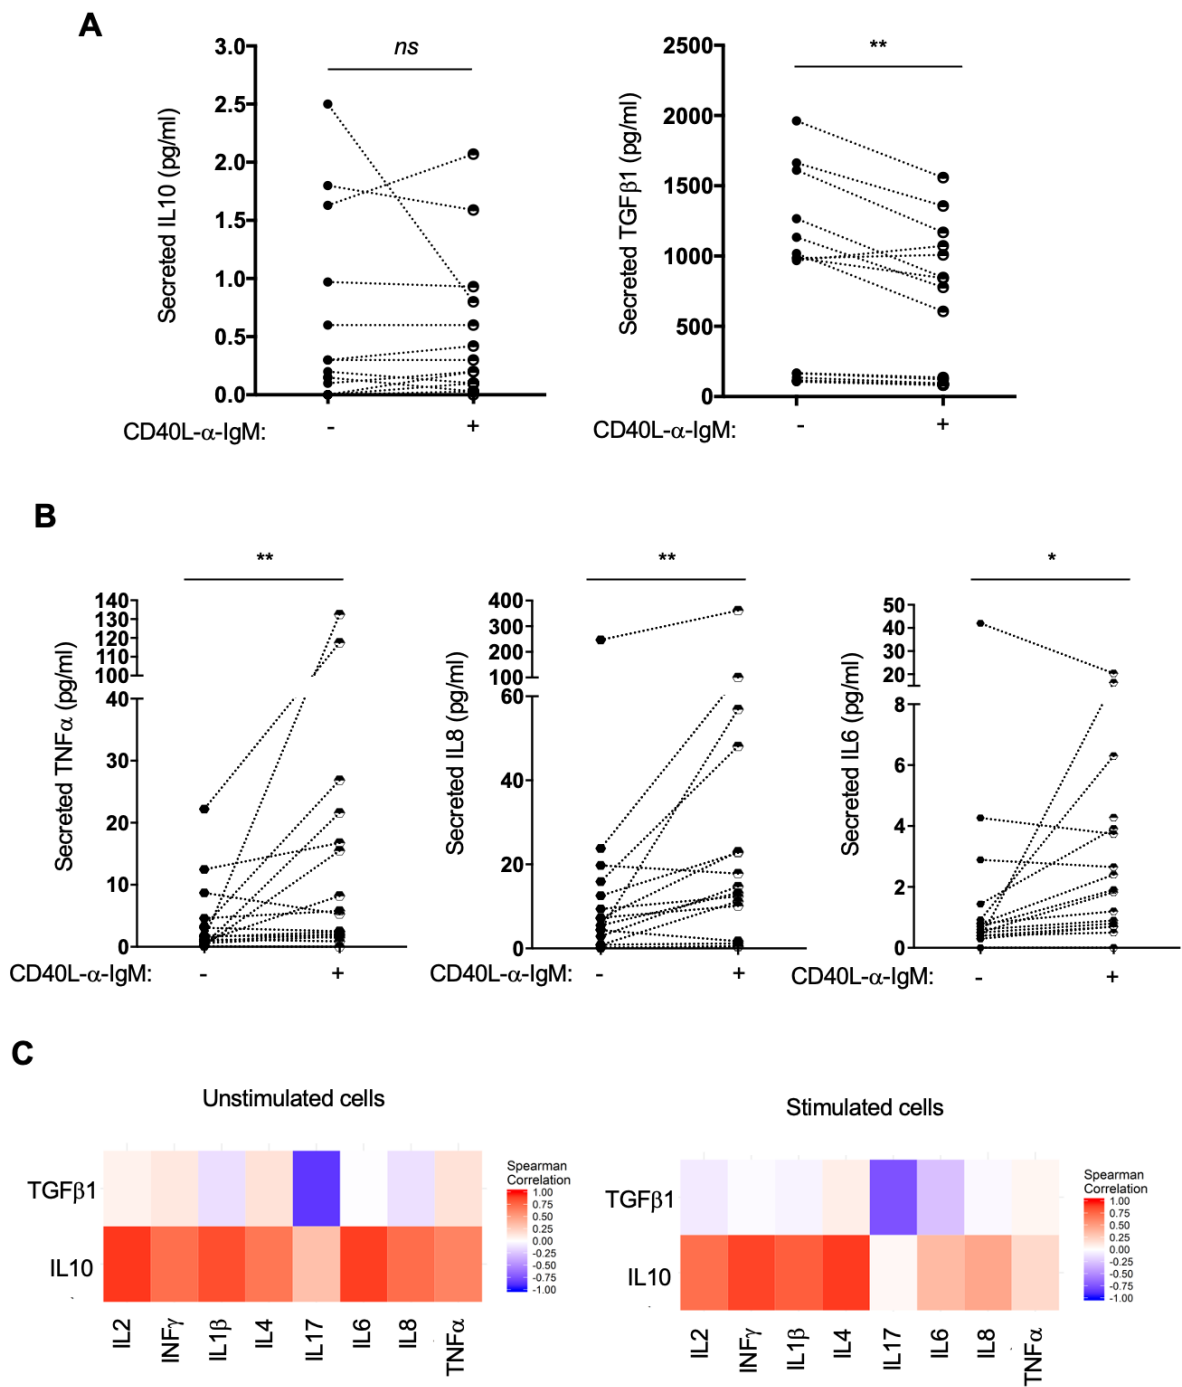 A
ns
**
Secreted IL10 (pg/ml)
3.0
2.5
2.0
1.5
1.0
0.5
0.0
CD40L-α-IgM:
-
+
Secreted TGFβ1 (pg/ml)
2500
2000
1500
1000
500
0
CD40L-α-IgM:
-
+
B
**
**
*
Secreted TNFα (pg/ml)
140
130
120
110
100
40
30
20
10
0
CD40L-α-IgM:
-
+
Secreted IL8 (pg/ml)
400
300
200
100
60
40
20
0
CD40L-α-IgM:
-
+
Secreted IL6 (pg/ml)
50
40
30
20
8
6
4
2
0
CD40L-α-IgM:
-
+
C
Unstimulated cells
TGFβ1
IL10
IL2
INFγ
IL1β
IL4
IL17
IL6
IL8
TNFα
Spearman
Correlation
1.00
0.75
0.50
0.25
0.00
-0.25
-0.50
-0.75
-1.00
Stimulated cells
TGFβ1
IL10
IL2
INFγ
IL1β
IL4
IL17
IL6
IL8
TNFα
Spearman
Correlation
1.00
0.75
0.50
0.25
0.00
-0.25
-0.50
-0.75
-1.00